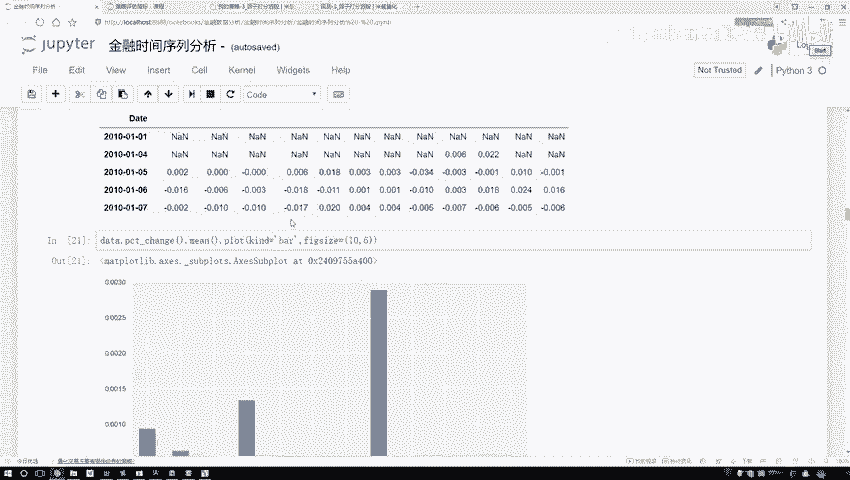 http://localhost:8888/notebooks/
jupyter 金融时间序列分析 - (autosaved)
File Edit View Insert Cell Kernel Widgets Help
Not Trusted Python 3
Code
Date
2010-01-01 NaN NaN NaN NaN NaN NaN NaN NaN NaN NaN NaN NaN
2010-01-04 NaN NaN NaN NaN NaN NaN NaN NaN 0.006 0.022 NaN NaN
2010-01-05 0.002 0.000 -0.000 0.006 0.018 0.003 0.003 -0.034 -0.003 -0.001 0.010 -0.001
2010-01-06 -0.016 -0.006 -0.003 -0.018 -0.011 0.001 0.001 -0.010 0.003 0.018 0.024 0.016
2010-01-07 -0.002 -0.010 -0.010 -0.017 0.020 0.004 0.004 -0.005 -0.007 -0.006 -0.005 -0.006
In [21]: data.pct_change().mean().plot(kind='bar',figsize=(10,6))
Out[21]: <matplotlib.axes._subplots.AxesSubplot at 0x2409755a400>
0.0030
0.0025
0.0020
0.0015
0.0010